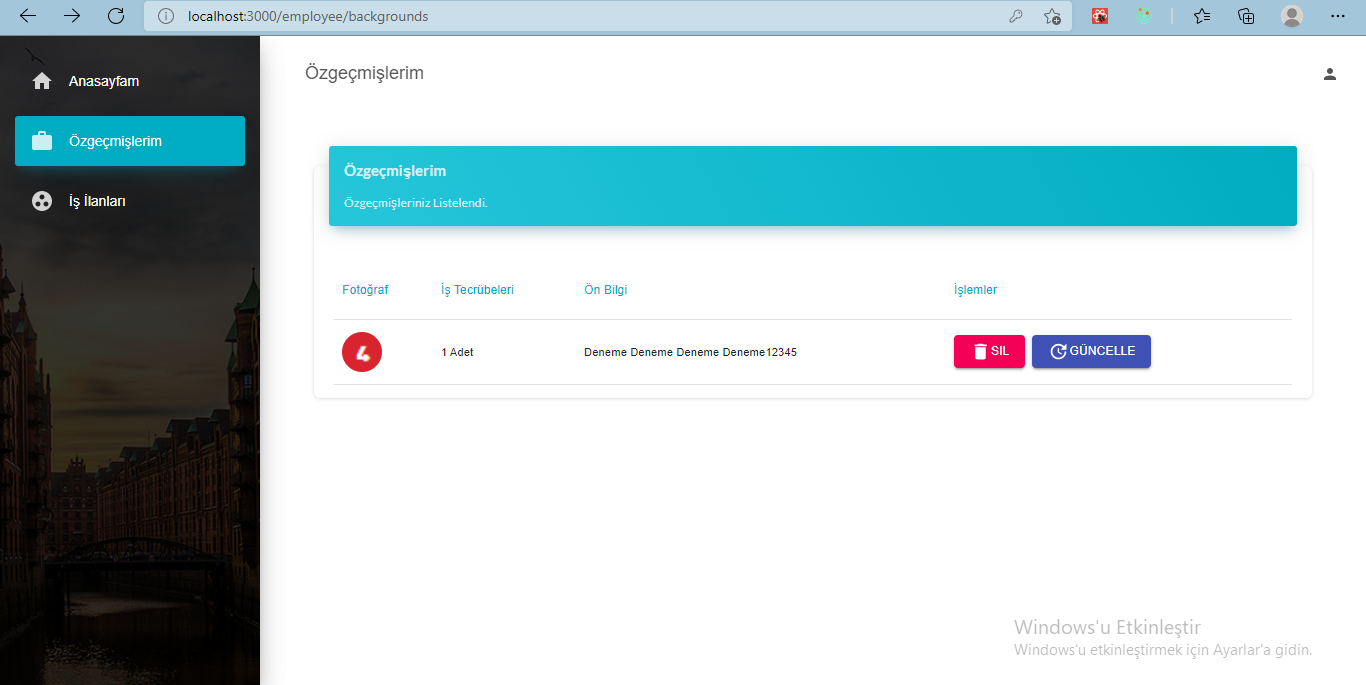 localhost:3000/employee/backgrounds
Anasayfam
Özgeçmişlerim
İş İlanları
Özgeçmişlerim
Özgeçmişlerim
Özgeçmişleriniz Listelendi.
Fotoğraf İş Tecrübeleri Ön Bilgi İşlemler
4 1 Adet Deneme Deneme Deneme Deneme12345 SIL GÜNCELLE
Windows'u Etkinleştir
Windows'u etkinleştirmek için Ayarlar'a gidin.